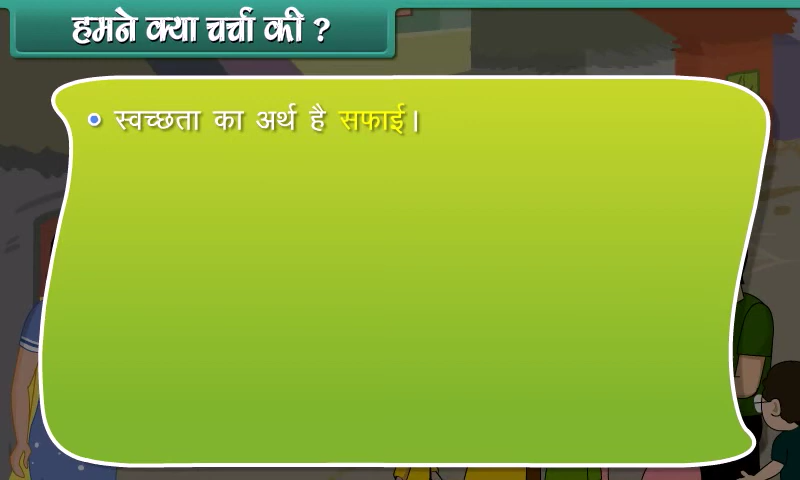 हमने क्या चर्चा की ?
स्वच्छता का अर्थ है सफाई।